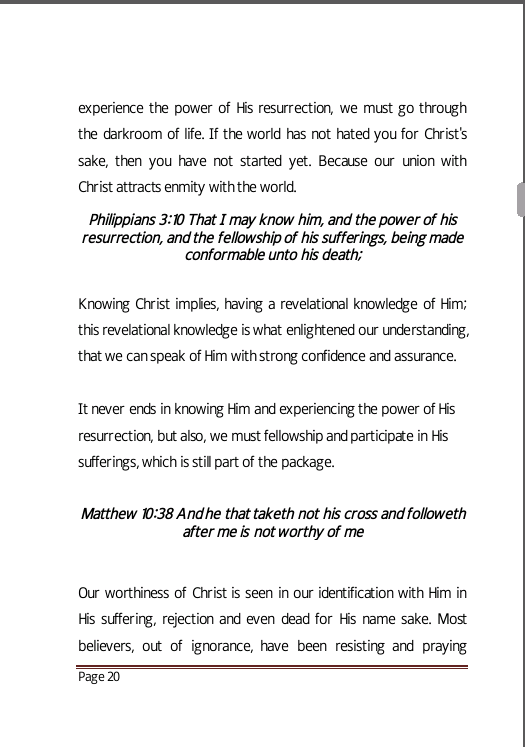 experience the power of His resurrection, we must go through
the darkroom of life. If the world has not hated you for Christ's
sake, then you have not started yet. Because our union with
Christ attracts enmity with the world.
Philippians 3:10 That I may know him, and the power of his
resurrection, and the fellowship of his sufferings, being made
conformable unto his death;
Knowing Christ implies, having a revelational knowledge of Him;
this revelational knowledge is what enlightened our understanding,
that we can speak of Him with strong confidence and assurance.
It never ends in knowing Him and experiencing the power of His
resurrection, but also, we must fellowship and participate in His
sufferings, which is still part of the package.
Matthew 10:38 And he that taketh not his cross and followeth
after me is not worthy of me
Our worthiness of Christ is seen in our identification with Him in
His suffering, rejection and even dead for His name sake. Most
believers, out of ignorance, have been resisting and praying
Page 20